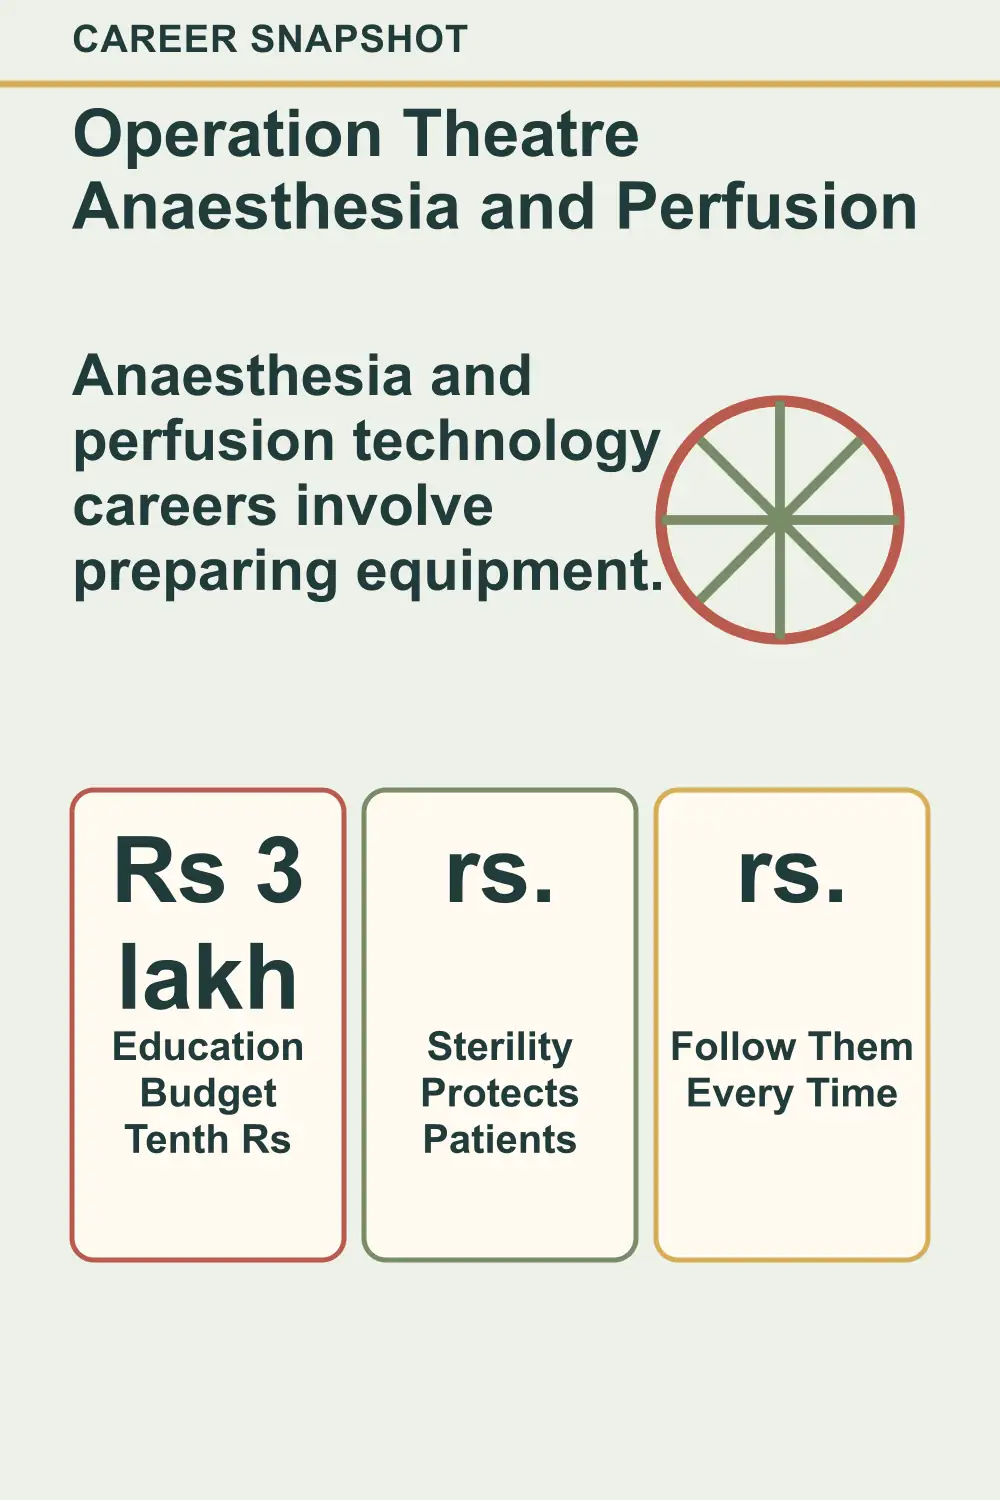 CAREER SNAPSHOT
Operation Theatre
Anaesthesia and Perfusion
Anaesthesia and
perfusion technology
careers involve
preparing equipment.
Rs 3
lakh
Education
Budget
Tenth Rs
rs.
Sterility
Protects
Patients
rs.
Follow Them
Every Time